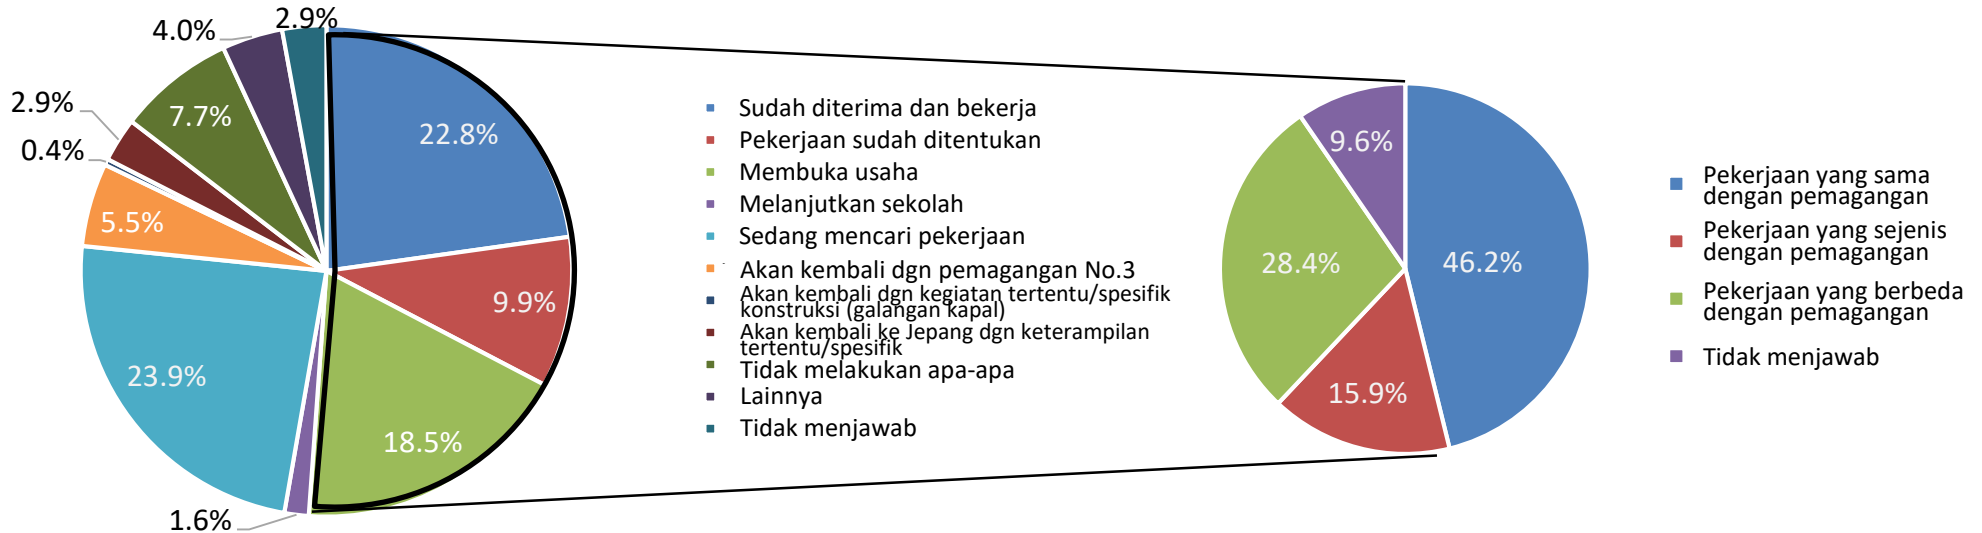 2.9%
4.0%
2.9%
7.7%
22.8%
0.4%
5.5%
9.9%
23.9%
18.5%
1.6%
Sudah diterima dan bekerja
Pekerjaan sudah ditentukan
Membuka usaha
Melanjutkan sekolah
Sedang mencari pekerjaan
Akan kembali dgn pemagangan No.3
Akan kembali dgn kegiatan tertentu/spesifik
konstruksi (galangan kapal)
Akan kembali ke Jepang dgn keterampilan
tertentu/spesifik
Tidak melakukan apa-apa
Lainnya
Tidak menjawab
9.6%
28.4%
46.2%
15.9%
Pekerjaan yang sama
dengan pemagangan
Pekerjaan yang sejenis
dengan pemagangan
Pekerjaan yang berbeda
dengan pemagangan
Tidak menjawab